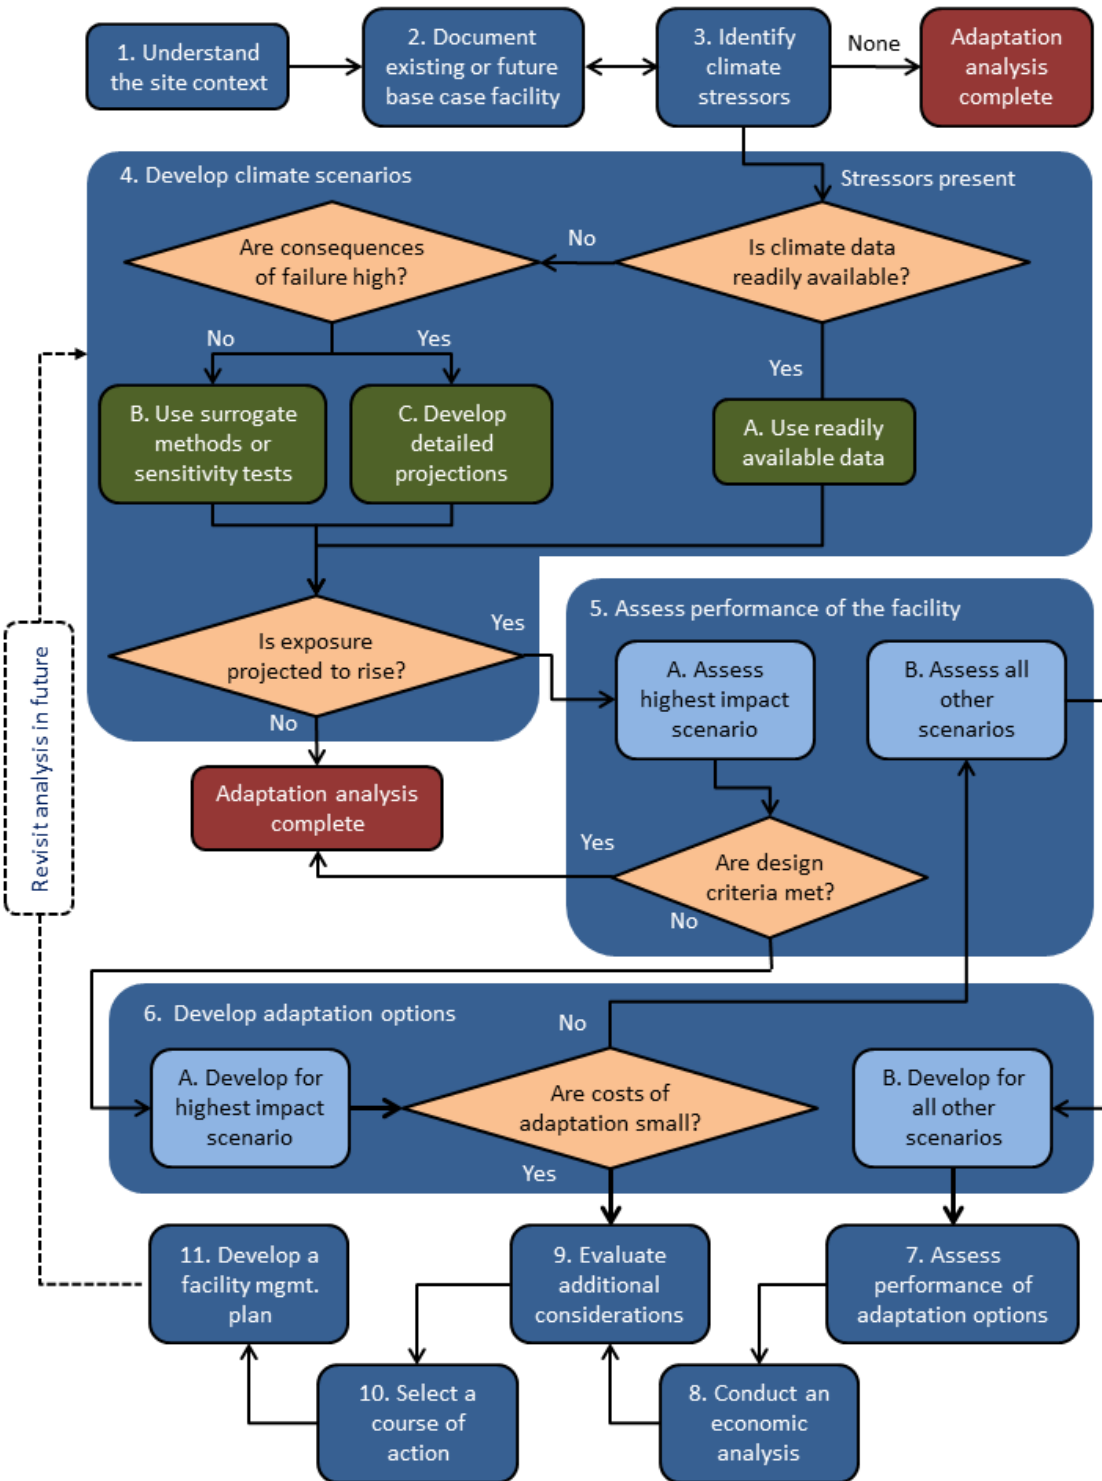 1. Understand
the site context
2. Document
existing or future
base case facility
3. Identify
climate
stressors
None
Adaptation
analysis
complete
4. Develop climate scenarios
Stressors present
Are consequences
of failure high?
No
Is climate data
readily available?
No
Yes
Yes
B. Use surrogate
methods or
sensitivity tests
C. Develop
detailed
projections
A. Use readily
available data
Is exposure
projected to rise?
Yes
No
Adaptation analysis
complete
Revisit analysis in future
5. Assess performance of the facility
A. Assess
highest impact
scenario
B. Assess all
other
scenarios
Yes
Are design
criteria met?
No
6. Develop adaptation options
No
A. Develop for
highest impact
scenario
Are costs of
adaptation small?
B. Develop for
all other
scenarios
Yes
11. Develop a
facility mgmt.
plan
9. Evaluate
additional
considerations
7. Assess
performance of
adaptation options
10. Select a
course of
action
8. Conduct an
economic
analysis